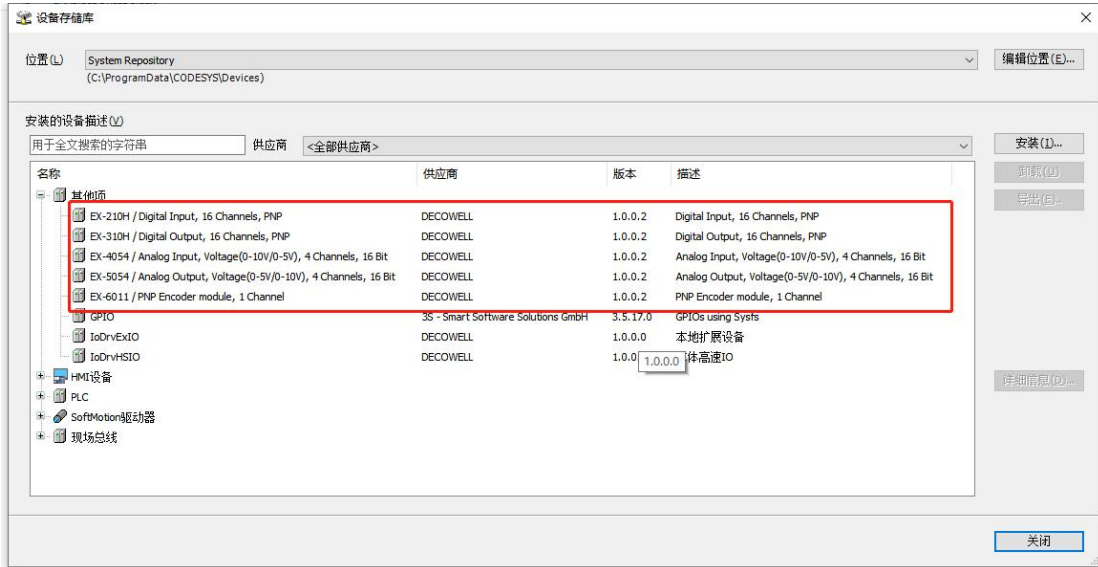 设备存储库
位置(L) System Repository 编辑位置(E)...
(C:\ProgramData\CODESYS\Devices)
安装的设备描述(V)
用于全文搜索的字符串 供应商 <全部供应商> 安装(I)...
名称 供应商 版本 描述 卸载(U)
其他项 导出(E)...
EX-210H / Digital Input, 16 Channels, PNP DECOWELL 1.0.0.2 Digital Input, 16 Channels, PNP
EX-310H / Digital Output, 16 Channels, PNP DECOWELL 1.0.0.2 Digital Output, 16 Channels, PNP
EX-4054 / Analog Input, Voltage(0-10V/0-5V), 4 Channels, 16 Bit DECOWELL 1.0.0.2 Analog Input, Voltage(0-10V/0-5V), 4 Channels, 16 Bit
EX-5054 / Analog Output, Voltage(0-5V/0-10V), 4 Channels, 16 Bit DECOWELL 1.0.0.2 Analog Output, Voltage(0-5V/0-10V), 4 Channels, 16 Bit
EX-6011 / PNP Encoder module, 1 Channel DECOWELL 1.0.0.2 PNP Encoder module, 1 Channel
GPIO 3S - Smart Software Solutions GmbH 3.5.17.0 GPIOs using Sysfs
IoDrvExIO DECOWELL 1.0.0.0 本地扩展设备
IoDrvHSIO DECOWELL 1.0.0 1.0.0.0 体高速IO
HMI设备 详细信息(D)...
PLC
SoftMotion驱动器
现场总线
关闭